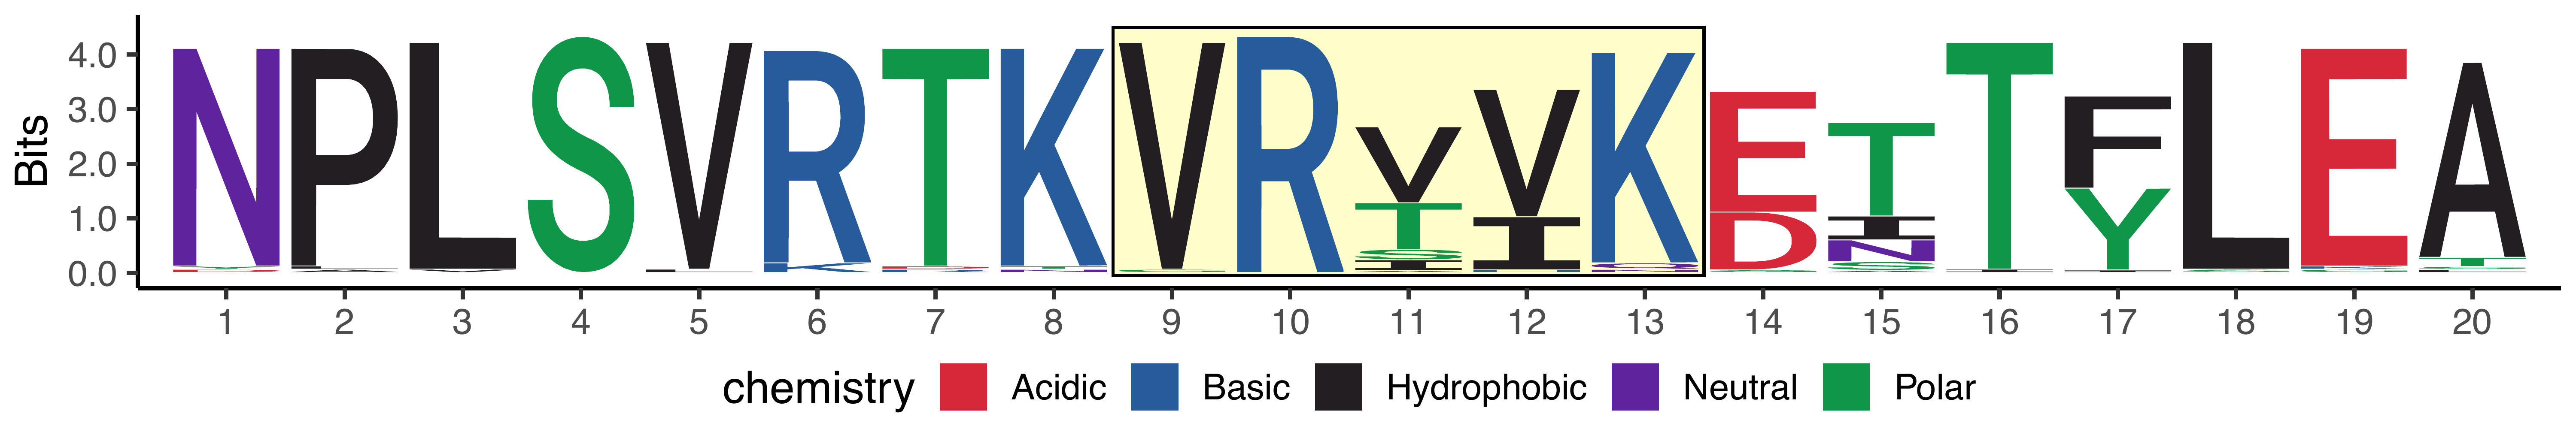 Bits
4.0
3.0
2.0
1.0
0.0
N P L S V R T K V R V V K E T T F L E A
T I D I Y
S N
I S
1 2 3 4 5 6 7 8 9 10 11 12 13 14 15 16 17 18 19 20
chemistry Acidic Basic Hydrophobic Neutral Polar